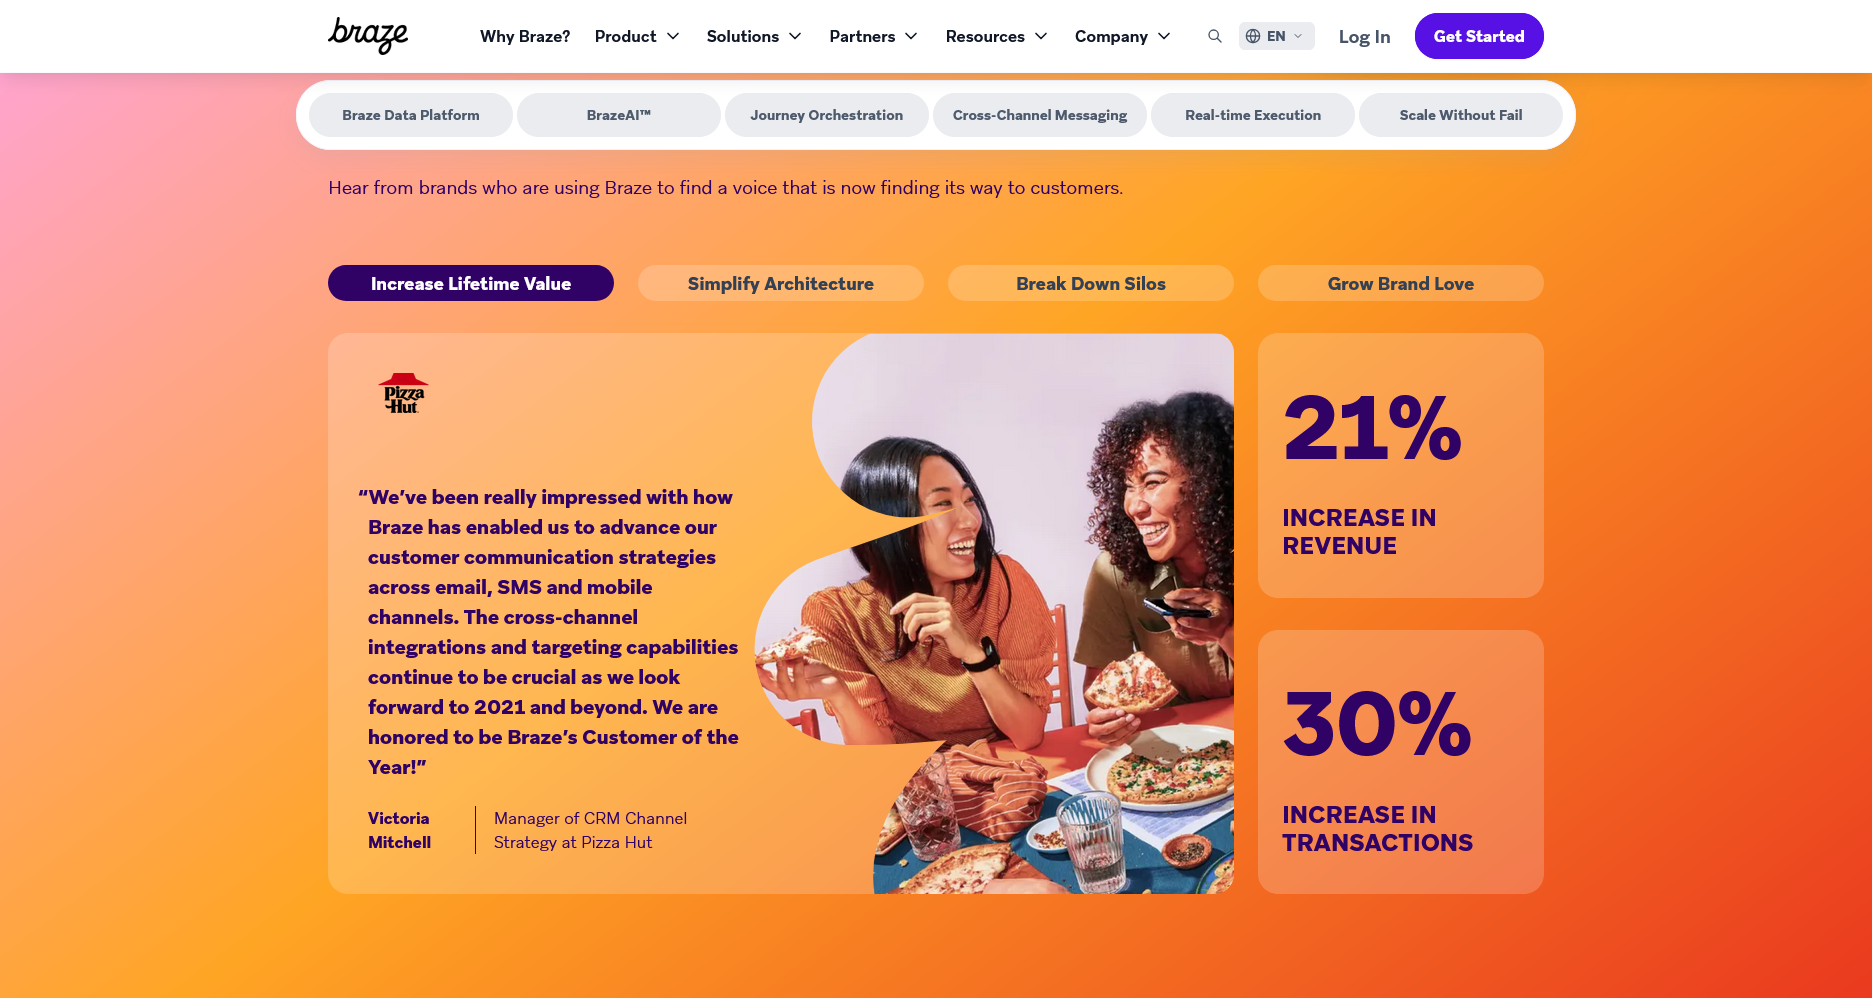 braze
Why Braze? Product Solutions Partners Resources Company EN Log In Get Started
Braze Data Platform BrazeAI™ Journey Orchestration Cross-Channel Messaging Real-time Execution Scale Without Fail
Hear from brands who are using Braze to find a voice that is now finding its way to customers.
Increase Lifetime Value Simplify Architecture Break Down Silos Grow Brand Love
Pizza
Hut
“We’ve been really impressed with how
Braze has enabled us to advance our
customer communication strategies
across email, SMS and mobile
channels. The cross-channel
integrations and targeting capabilities
continue to be crucial as we look
forward to 2021 and beyond. We are
honored to be Braze’s Customer of the
Year!”
Victoria
Mitchell
Manager of CRM Channel
Strategy at Pizza Hut
21%
INCREASE IN
REVENUE
30%
INCREASE IN
TRANSACTIONS